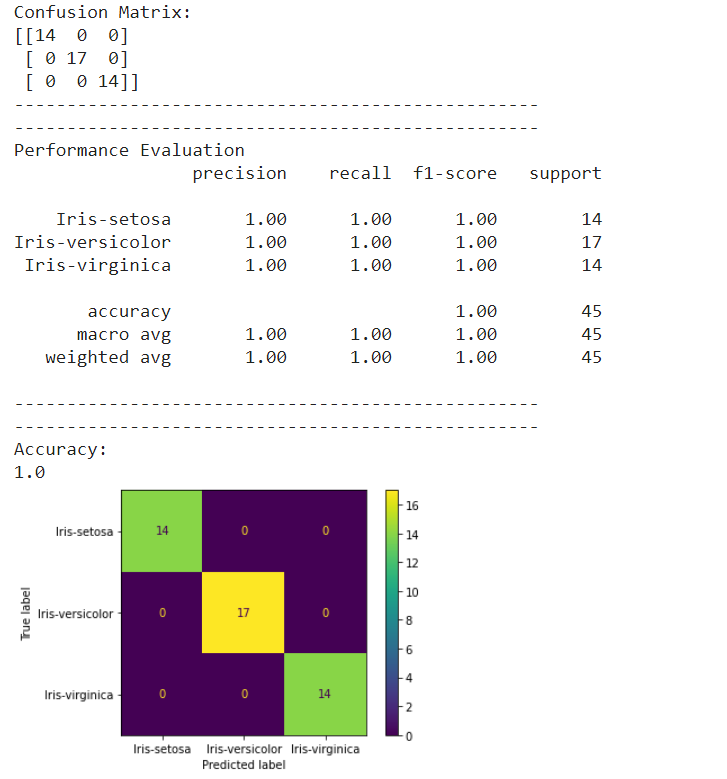 Confusion Matrix:
[[14  0  0]
 [ 0 17  0]
 [ 0  0 14]]
--------------------------------------------------
--------------------------------------------------
Performance Evaluation
                 precision    recall  f1-score   support

    Iris-setosa       1.00      1.00      1.00        14
Iris-versicolor       1.00      1.00      1.00        17
 Iris-virginica       1.00      1.00      1.00        14

       accuracy                           1.00        45
      macro avg       1.00      1.00      1.00        45
   weighted avg       1.00      1.00      1.00        45

--------------------------------------------------
--------------------------------------------------
Accuracy:
1.0
16
Iris-setosa 14 0 0
14
12
10
True label
Iris-versicolor 0 17 0
8
6
4
Iris-virginica 0 0 14
2
0
Iris-setosa Iris-versicolor Iris-virginica
Predicted label